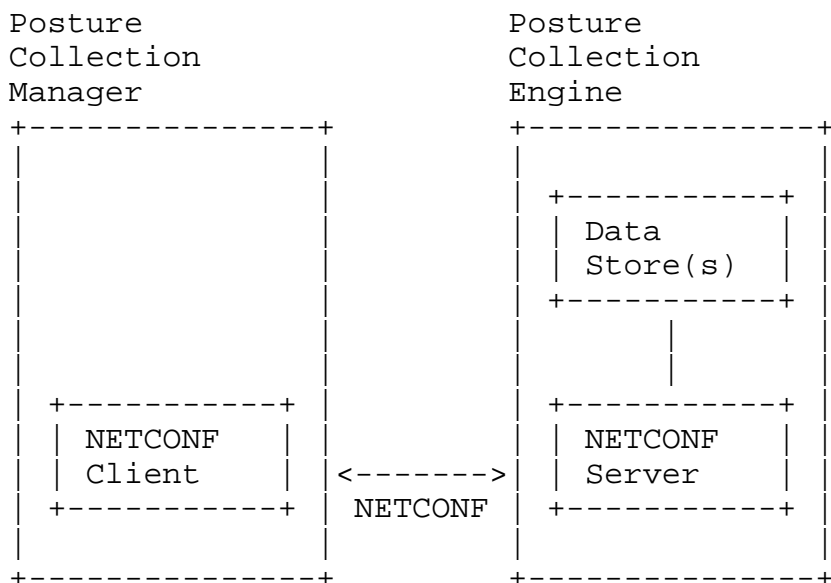 Posture Collection Manager
Posture Collection Engine
Data
Store(s)
NETCONF
Client
NETCONF
NETCONF
Server